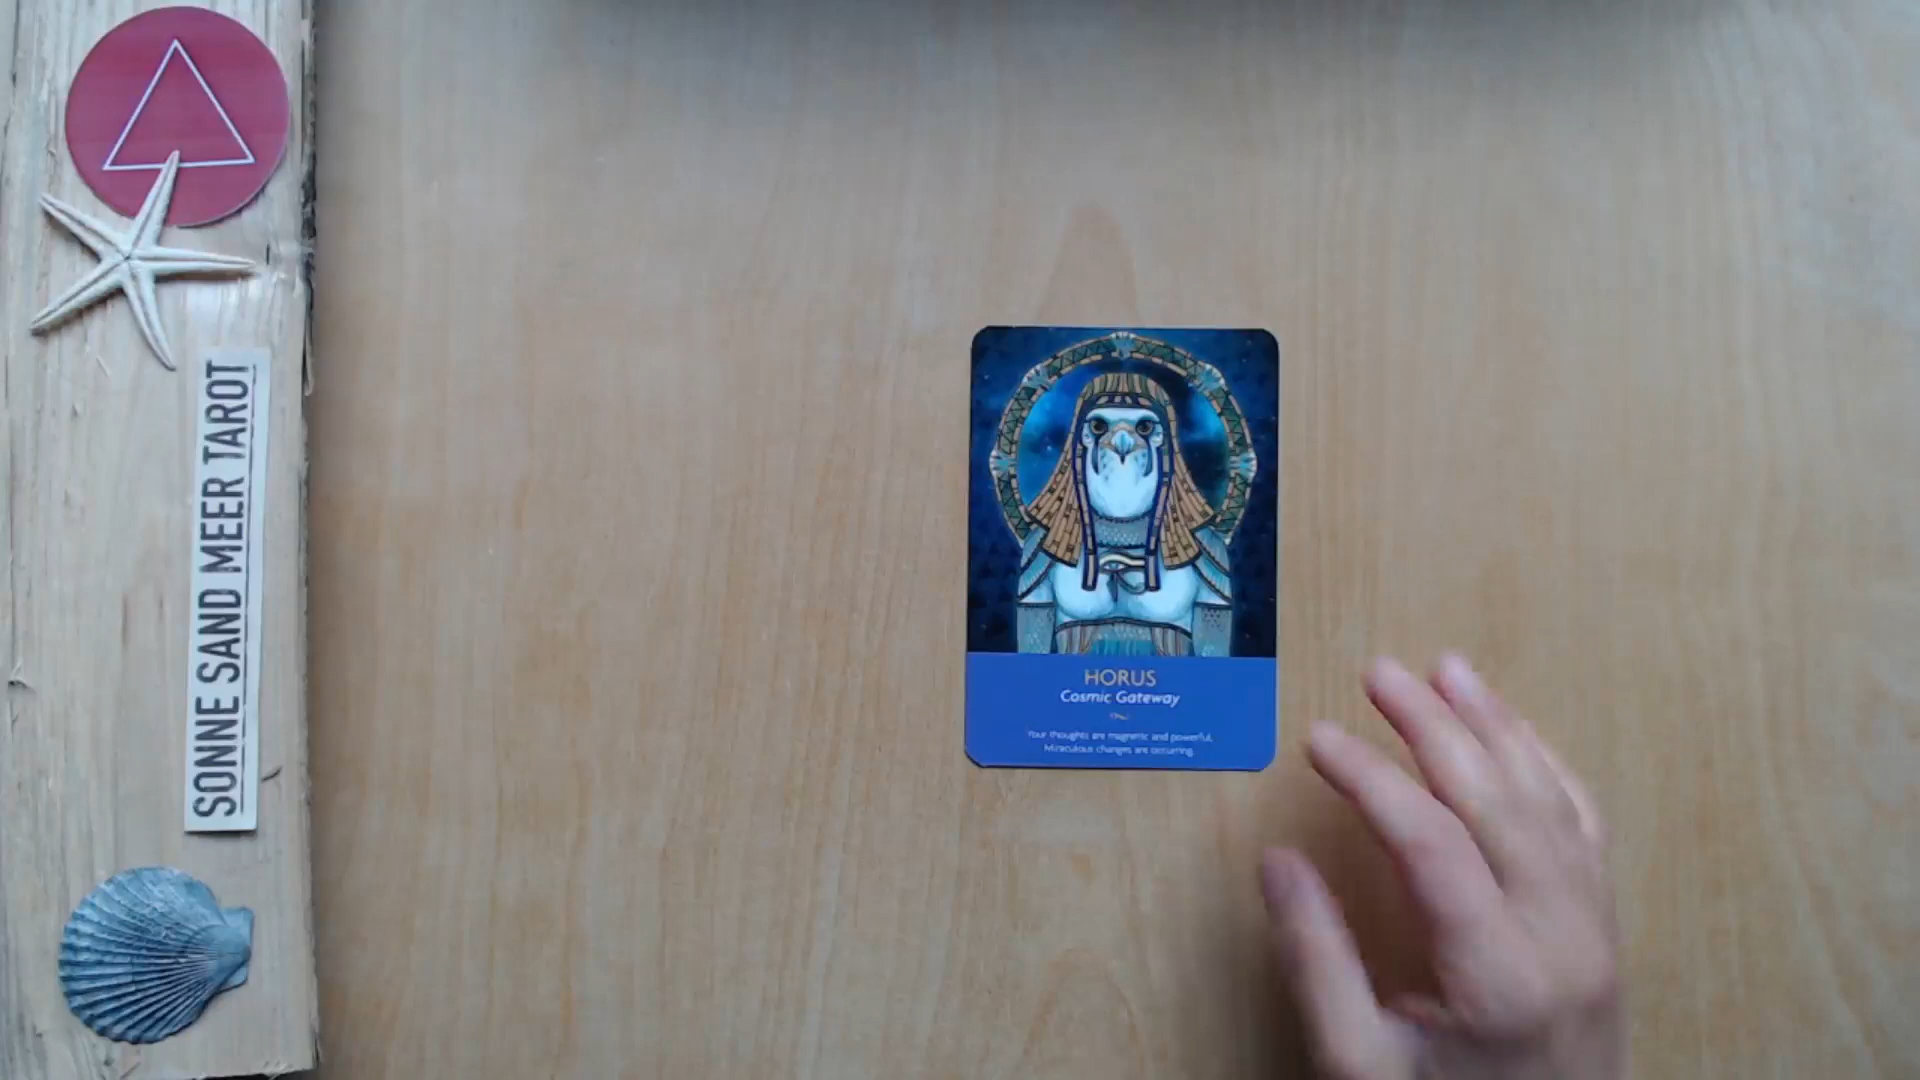 SONNE SAND MEER TAROT
HORUS
Cosmic Gateway
Your thoughts are magnetic and powerful.
Miraculous changes are occurring.